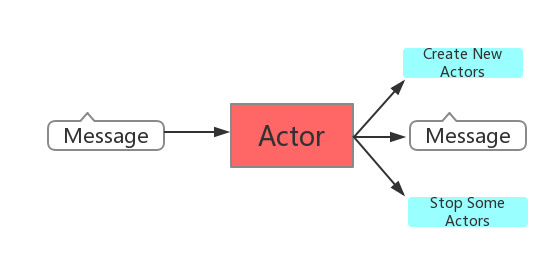 Create New
Actors
Message
Actor
Message
Stop Some
Actors